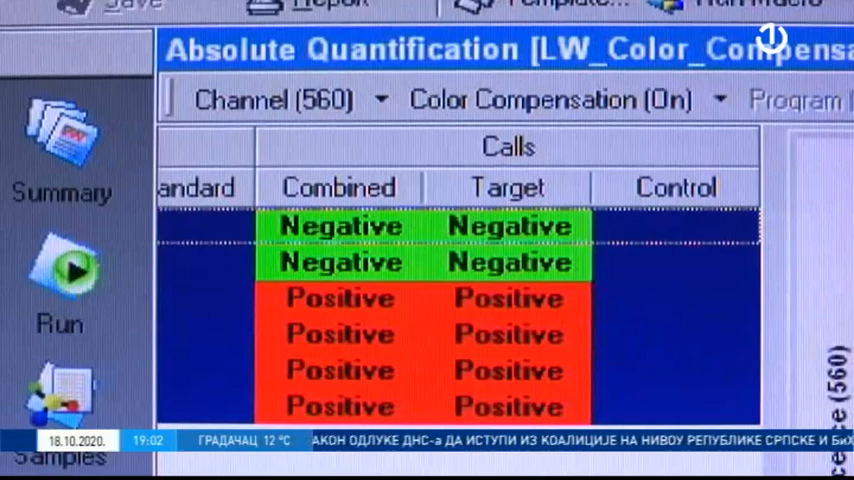 Save Report Template... Run Macro
Absolute Quantification [LW_Color_Compensa
Channel (560) Color Compensation (On) Program
Calls
andard Combined Target Control
Negative Negative
Negative Negative
Positive Positive
Positive Positive
Positive Positive
Positive Positive
Summary
Run
Samples
ce (560)
18.10.2020. 19:02 ГРАДАЧАЦ 12 °C АКОН ОДЛУКЕ ДНС-а ДА ИСТУПИ ИЗ КОАЛИЦИЈЕ НА НИВОУ РЕПУБЛИКЕ СРПСКЕ И БиХ